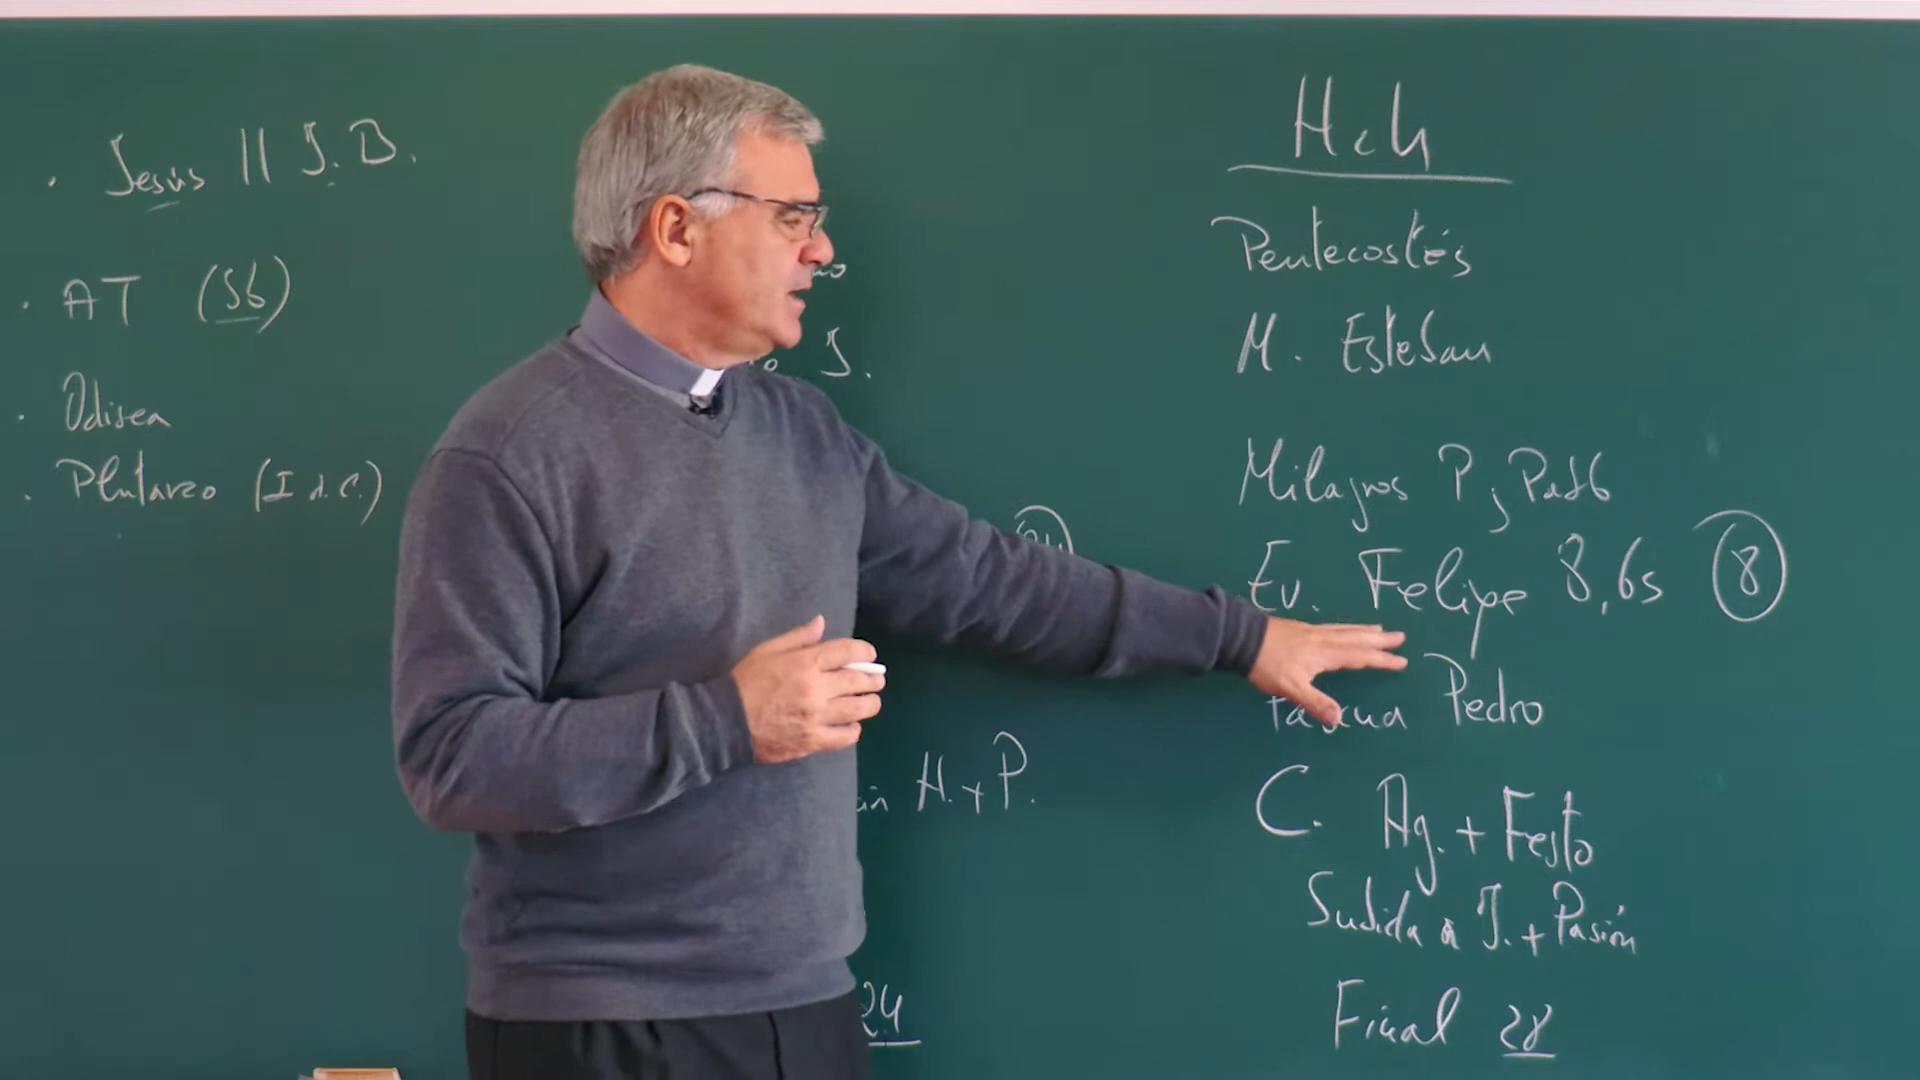 · Jesús || J. B.
· AT (Sb)
· Odisea
· Plutarco (I d.C.)
J.
H. + P.
24
Hch
Pentecostés
M. Esteban
Milagros P y Pablo
Ev. Felipe 8,6s 8
Pedro
C. Ag. + Festo
Subida a J. + Pasión
Final 28